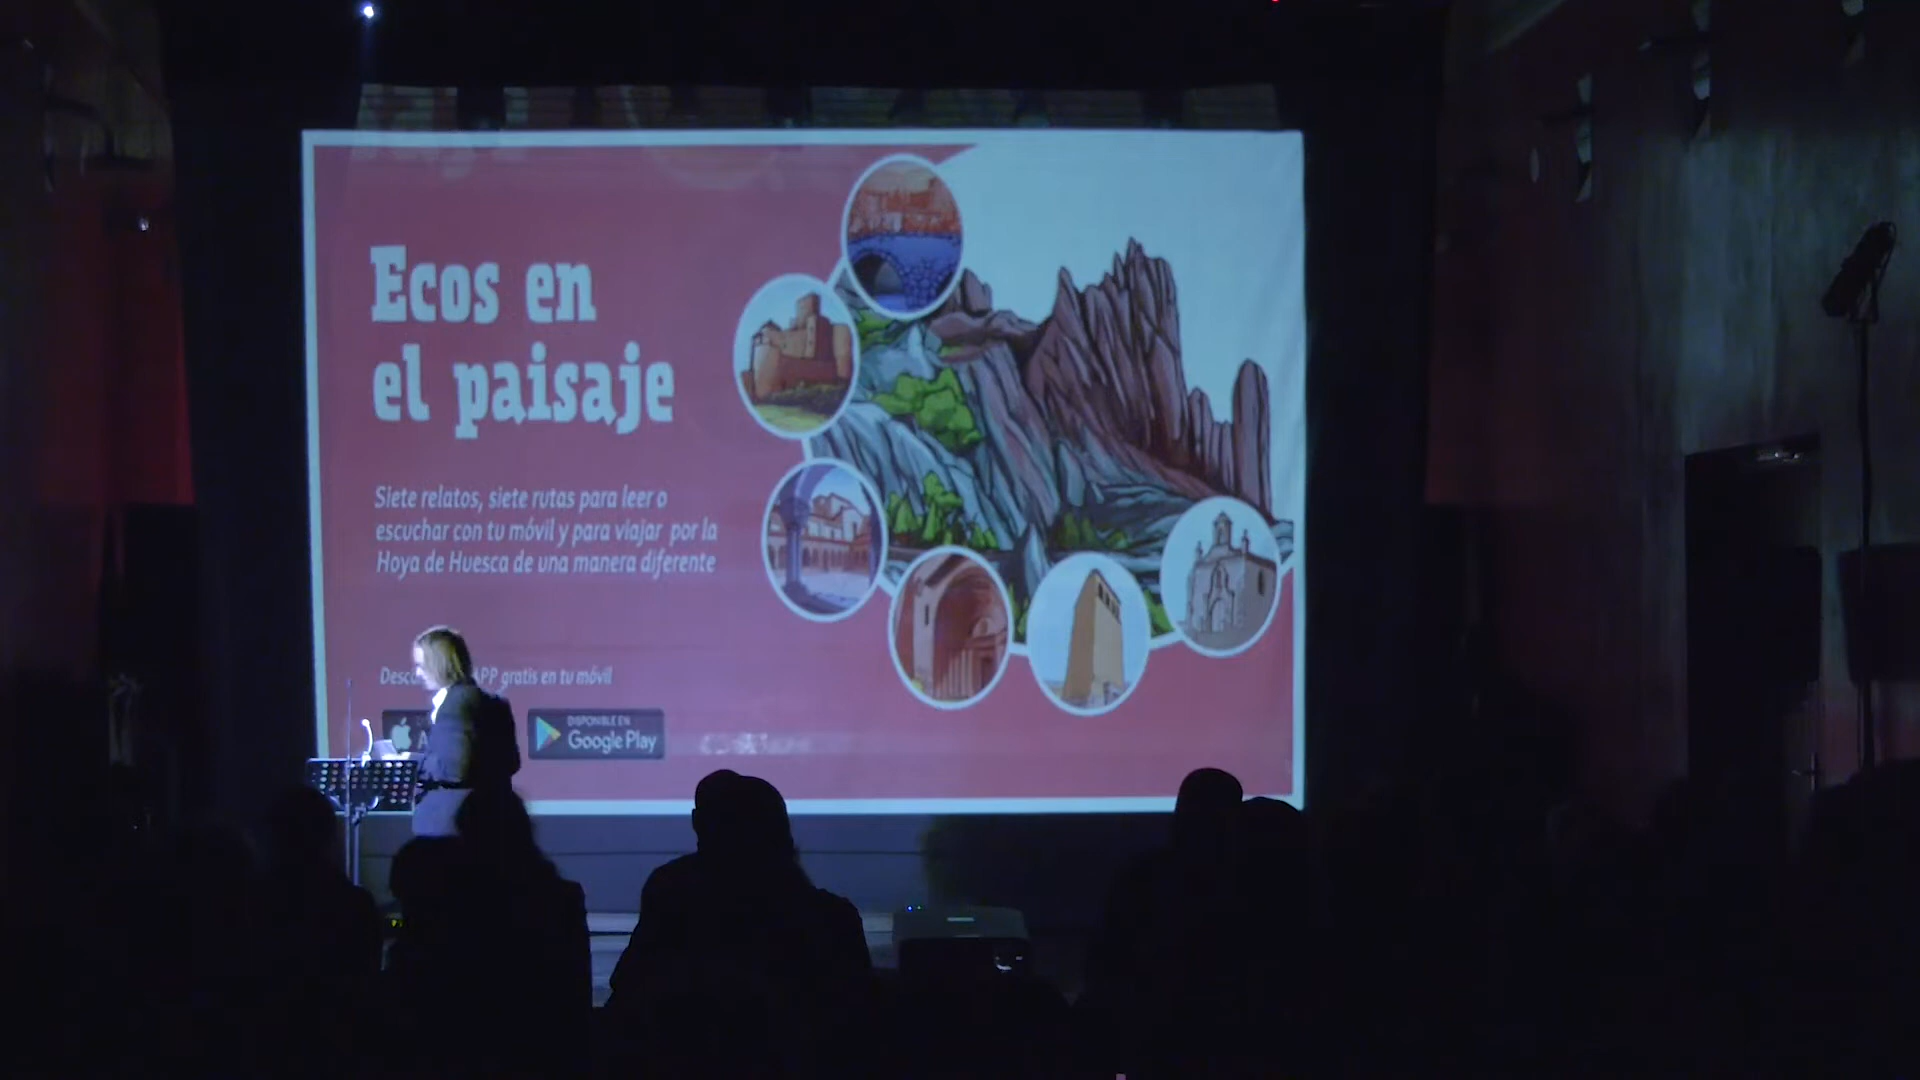 Ecos en
el paisaje
Siete relatos, siete rutas para leer o
escuchar con tu móvil y para viajar por la
Hoya de Huesca de una manera diferente
APP gratis en tu móvil
DISPONIBLE EN
Google Play